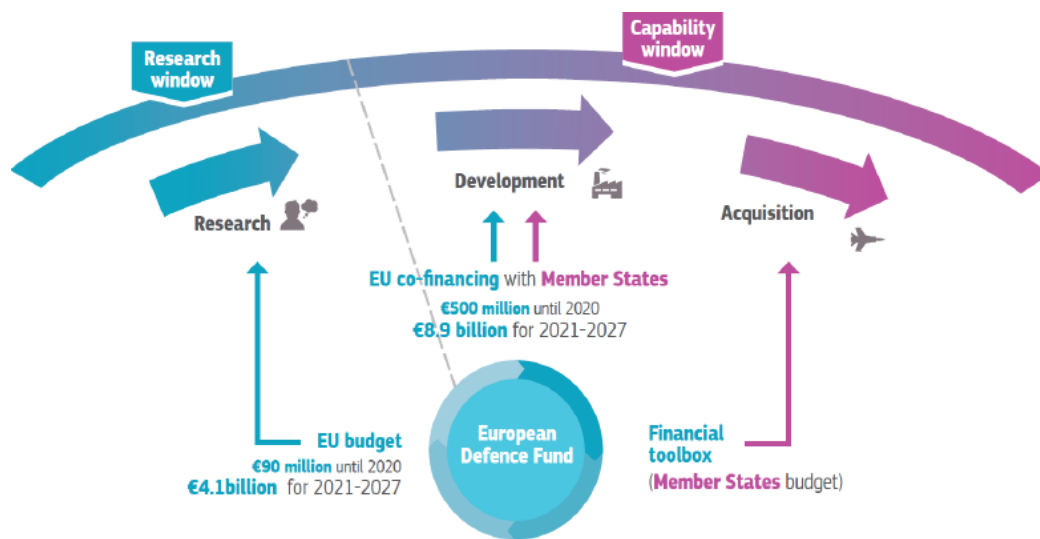 Research
window
Capability
window
Research
Development
Acquisition
EU co-financing with Member States
€500 million until 2020
€8.9 billion for 2021-2027
EU budget
€90 million until 2020
€4.1billion for 2021-2027
European
Defence Fund
Financial
toolbox
(Member States budget)